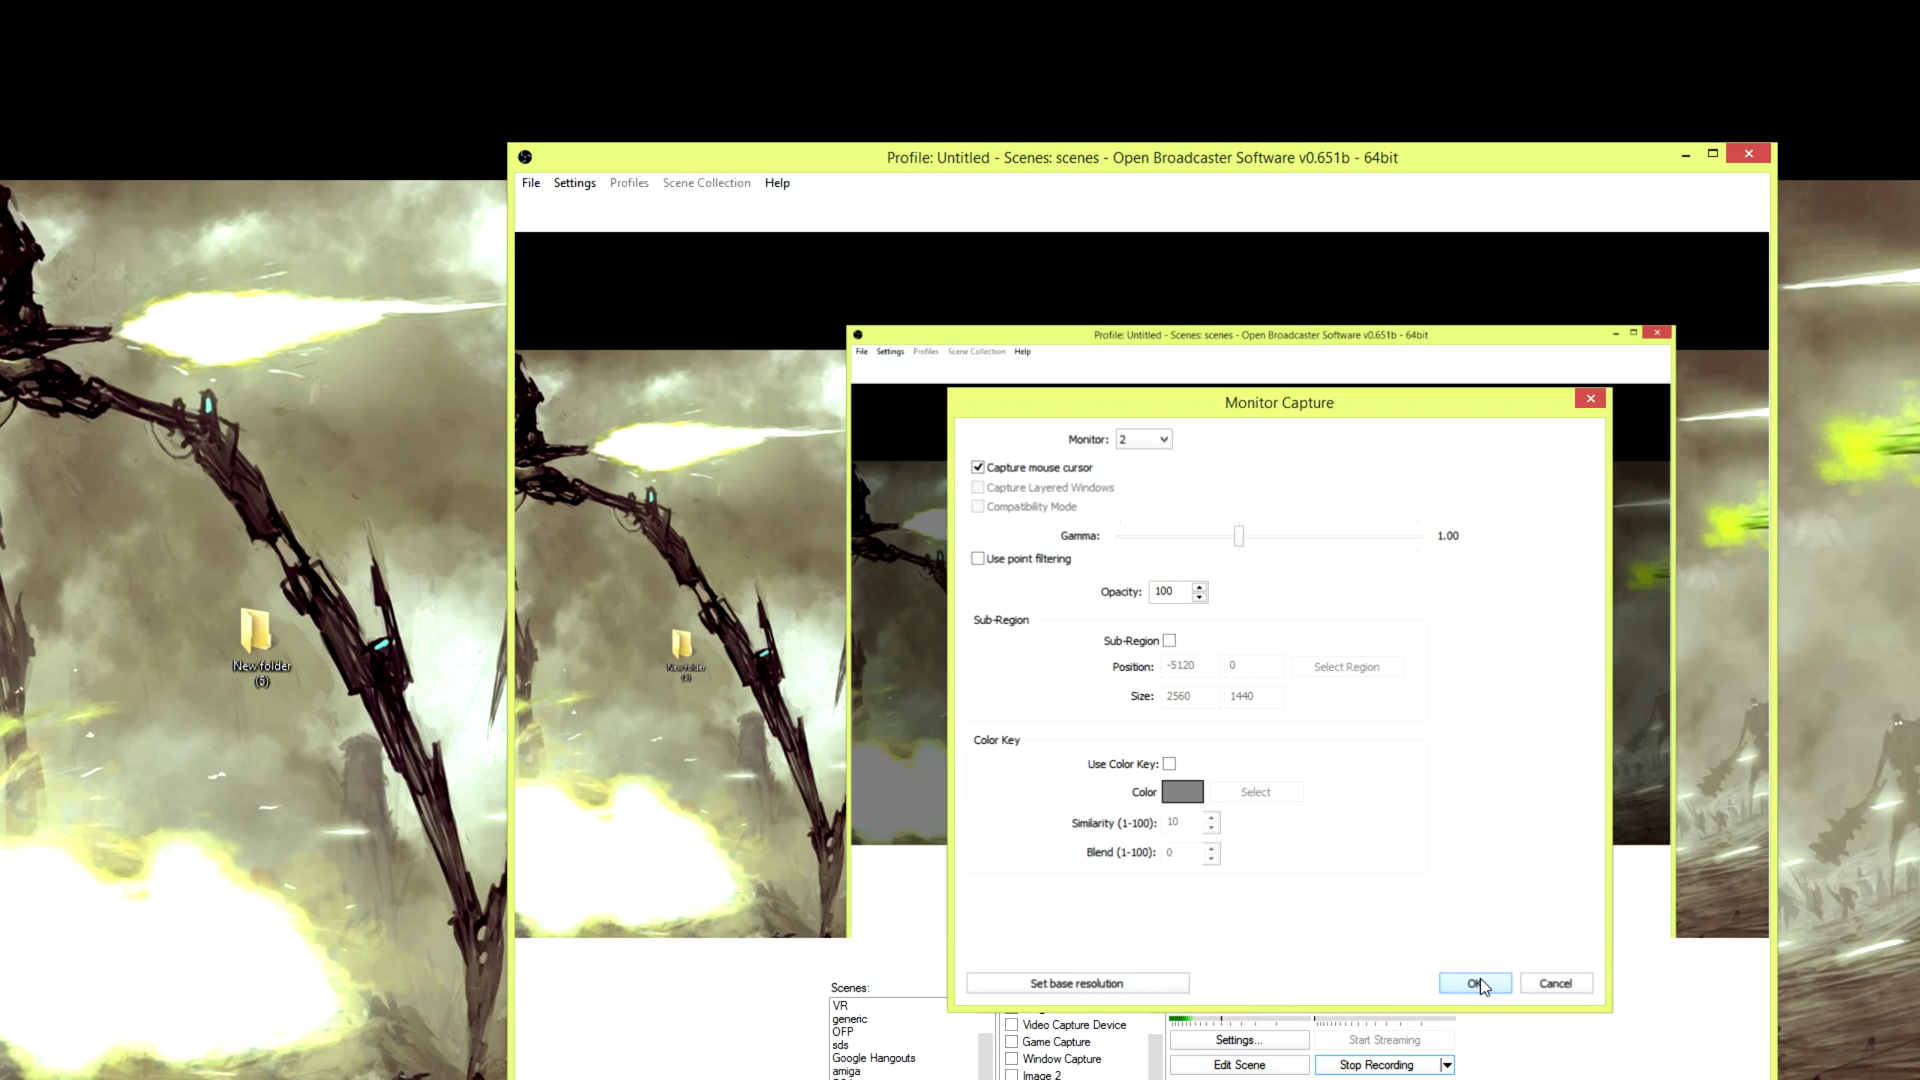 Profile: Untitled - Scenes: scenes - Open Broadcaster Software v0.651b - 64bit
File Settings Profiles Scene Collection Help
Profile: Untitled - Scenes: scenes - Open Broadcaster Software v0.651b - 64bit
File Settings Profiles Scene Collection Help
Monitor Capture
Monitor: 2
Capture mouse cursor
Capture Layered Windows
Compatibility Mode
Gamma: 1.00
Use point filtering
Opacity: 100
Sub-Region
Sub-Region
Position: -5120 0 Select Region
Size: 2560 1440
Color Key
Use Color Key:
Color Select
Similarity (1-100): 10
Blend (1-100): 0
Set base resolution OK Cancel
New folder
(5)
New folder
(5)
Scenes:
VR
generic
OFP
sds
Google Hangouts
amiga
Video Capture Device
Game Capture
Window Capture
Image 2
Settings... Start Streaming
Edit Scene Stop Recording